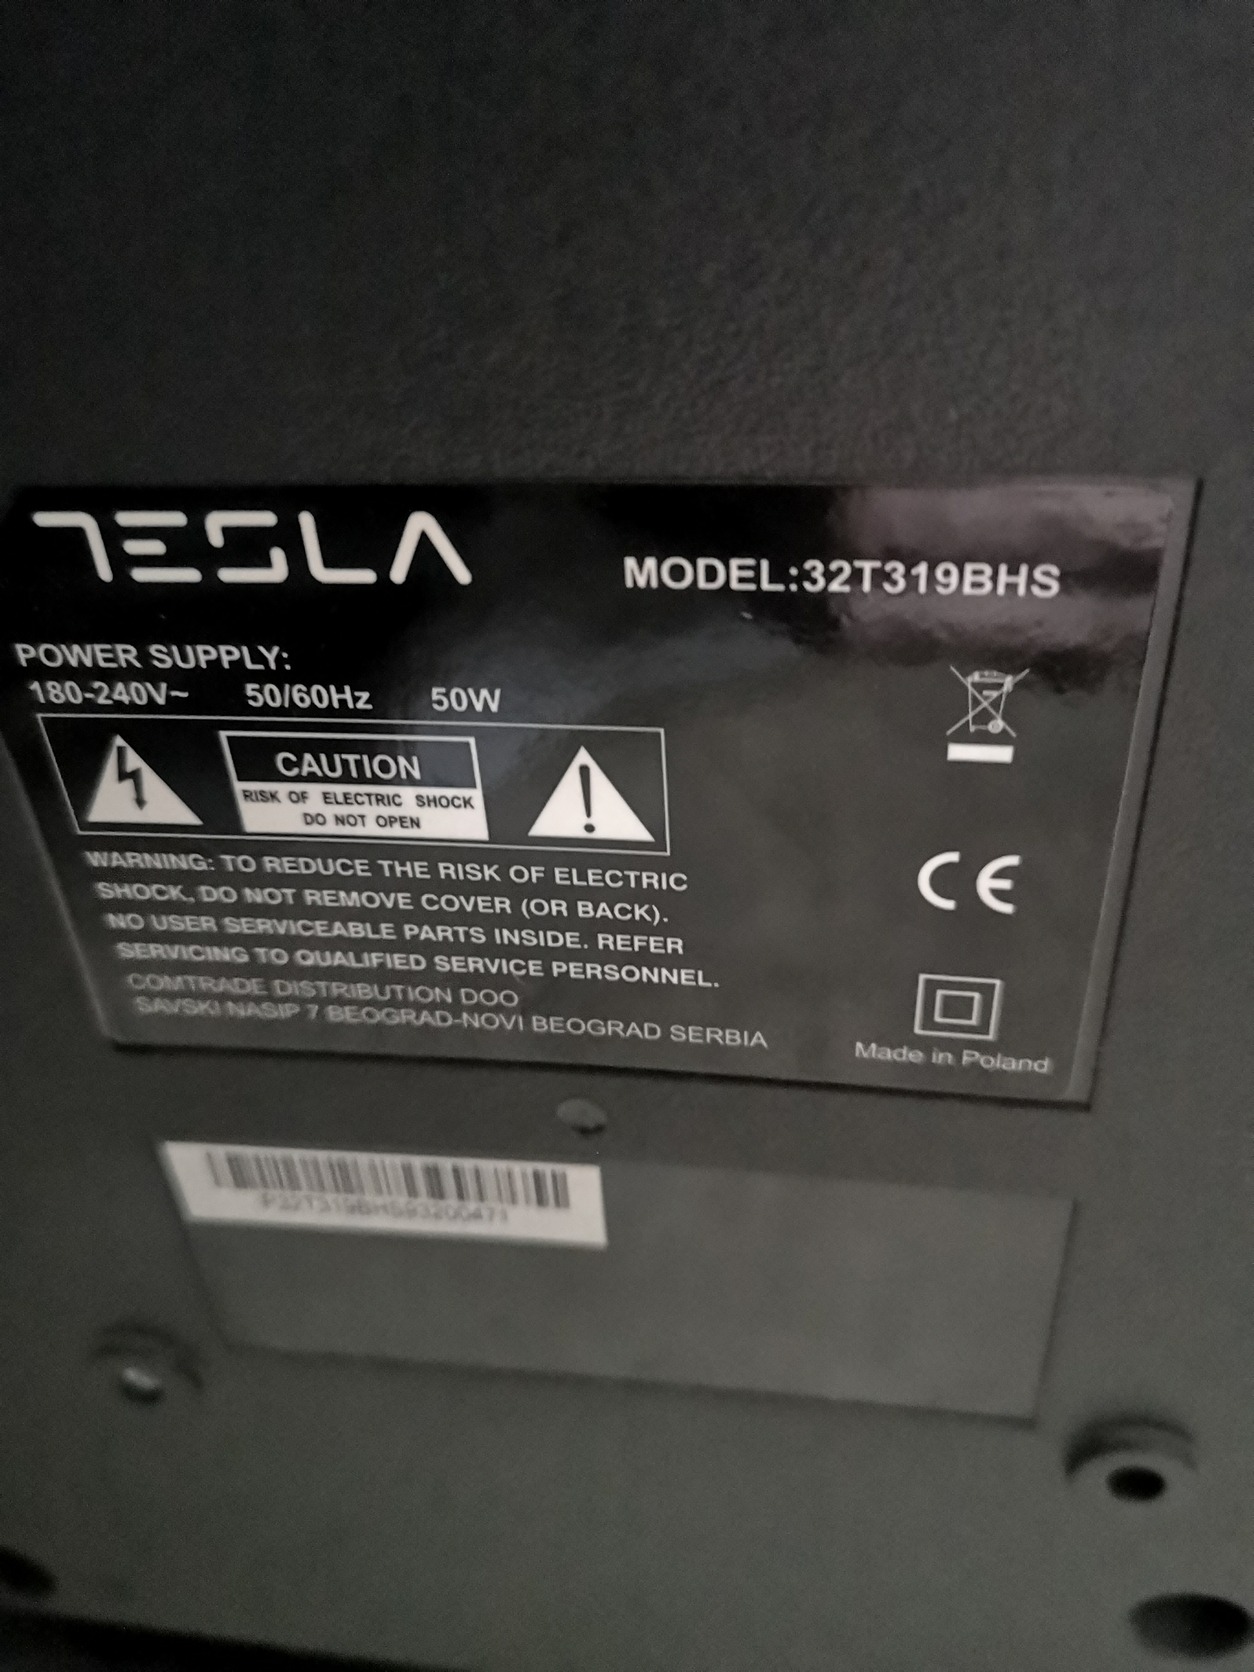 TESLA
MODEL:32T319BHS
POWER SUPPLY:
180-240V~ 50/60Hz 50W
CAUTION
RISK OF ELECTRIC SHOCK
DO NOT OPEN
WARNING: TO REDUCE THE RISK OF ELECTRIC
SHOCK, DO NOT REMOVE COVER (OR BACK).
NO USER SERVICEABLE PARTS INSIDE. REFER
SERVICING TO QUALIFIED SERVICE PERSONNEL.
COMTRADE DISTRIBUTION DOO
SAVSKI NASIP 7 BEOGRAD-NOVI BEOGRAD SERBIA
CE
Made in Poland
P32T319BHS93200471